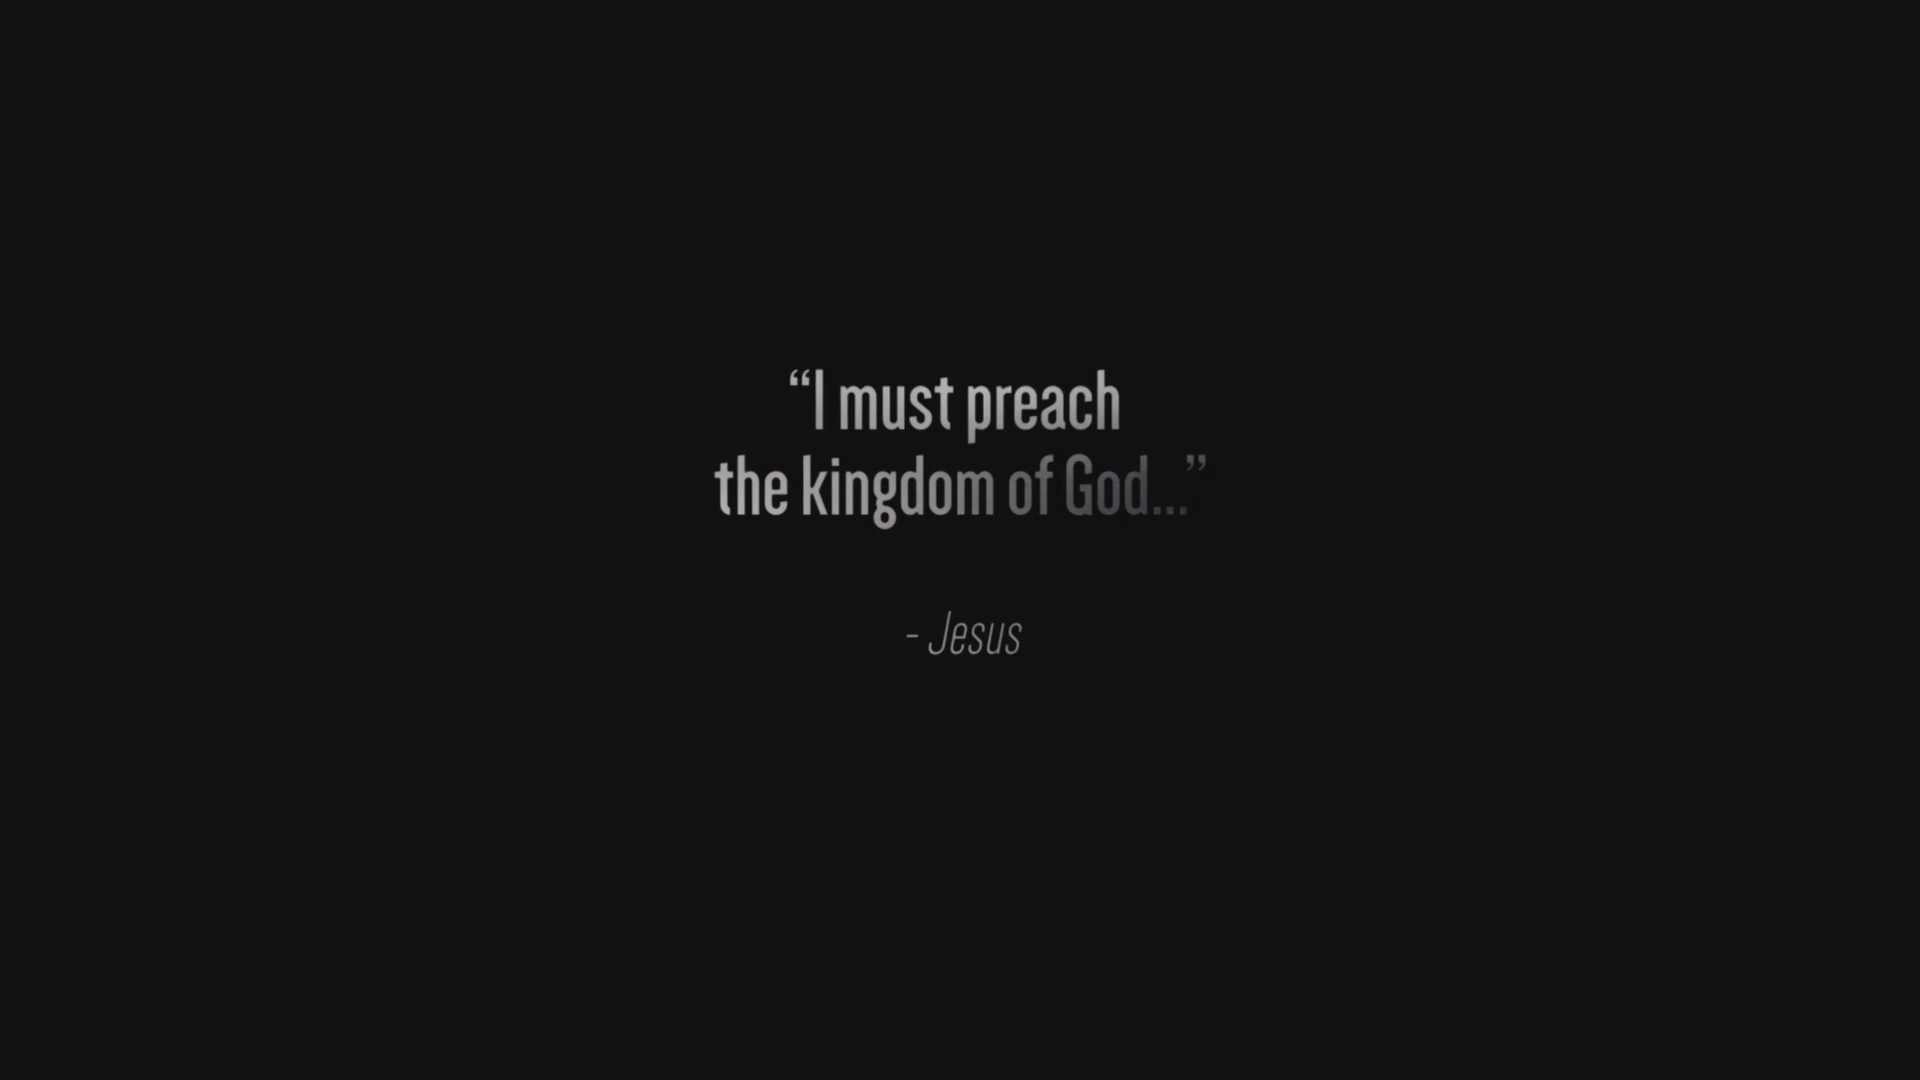 “I must preach
the kingdom of God...”
- Jesus